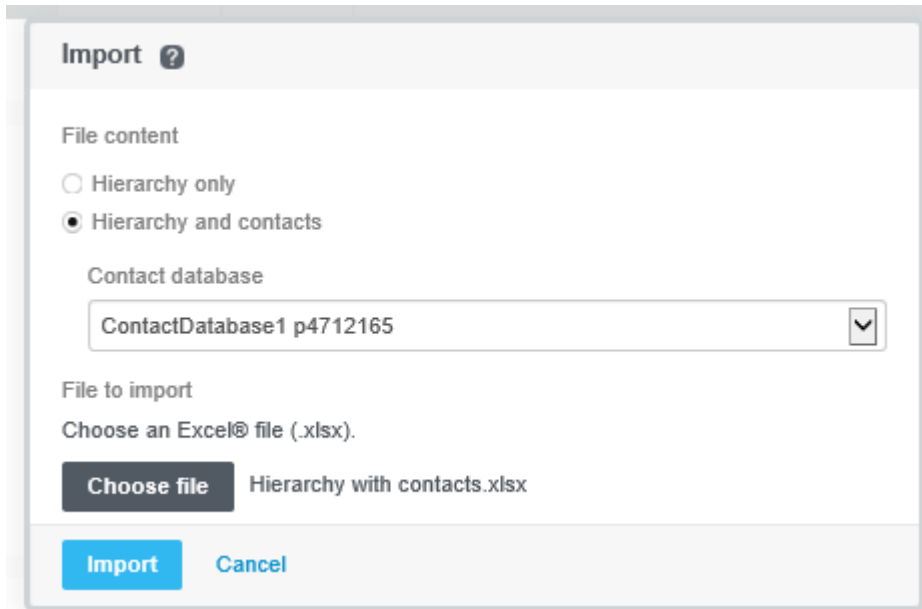 Import ?
File content
Hierarchy only
Hierarchy and contacts
Contact database
ContactDatabase1 p4712165
File to import
Choose an Excel® file (.xlsx).
Choose file Hierarchy with contacts.xlsx
Import Cancel